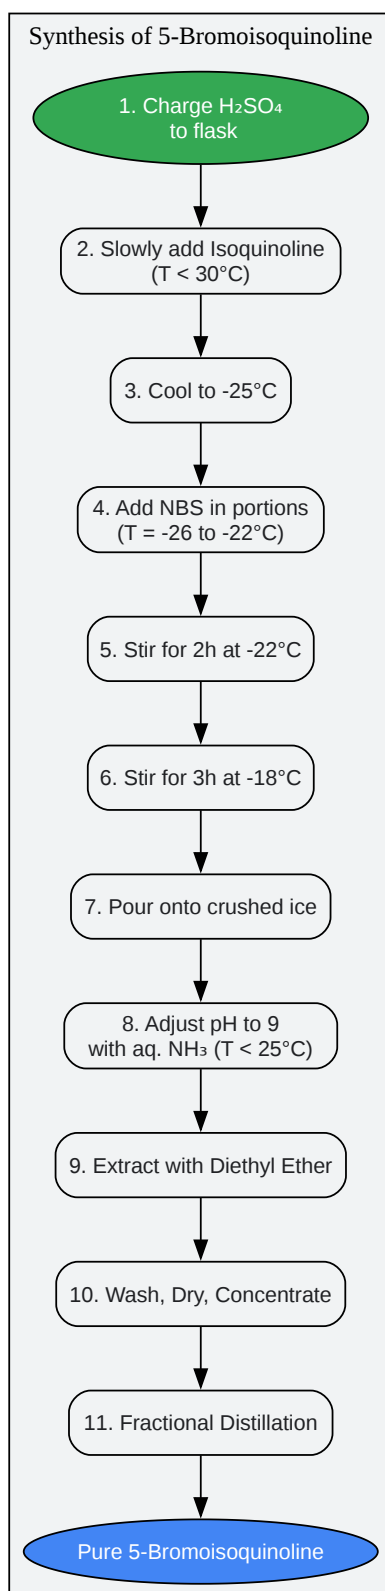 Synthesis of 5-Bromoisoquinoline
1. Charge H₂SO₄
to flask
2. Slowly add Isoquinoline
(T < 30°C)
3. Cool to -25°C
4. Add NBS in portions
(T = -26 to -22°C)
5. Stir for 2h at -22°C
6. Stir for 3h at -18°C
7. Pour onto crushed ice
8. Adjust pH to 9
with aq. NH₃ (T < 25°C)
9. Extract with Diethyl Ether
10. Wash, Dry, Concentrate
11. Fractional Distillation
Pure 5-Bromoisoquinoline